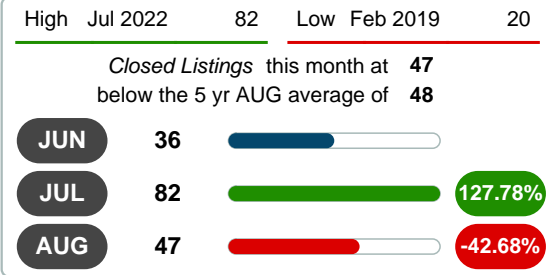 High Jul 2022 82 Low Feb 2019 20
Closed Listings this month at 47
below the 5 yr AUG average of 48
JUN 36
JUL 82 127.78%
AUG 47 -42.68%